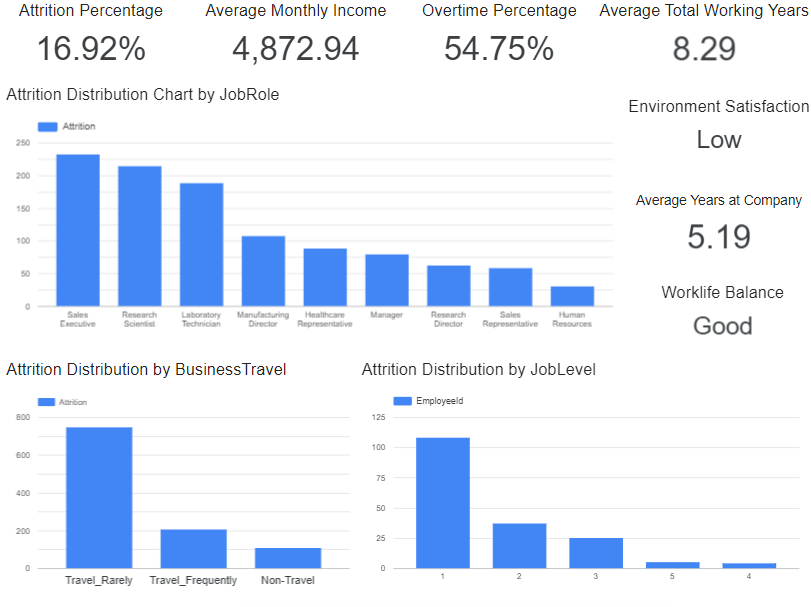 Attrition Percentage
Average Monthly Income
Overtime Percentage
Average Total Working Years
16.92%
4,872.94
54.75%
8.29
Attrition Distribution Chart by JobRole
Attrition
250
200
150
100
50
0
Sales
Executive
Research
Scientist
Laboratory
Technician
Manufacturing
Director
Healthcare
Representative
Manager
Research
Director
Sales
Representative
Human
Resources
Environment Satisfaction
Low
Average Years at Company
5.19
Worklife Balance
Good
Attrition Distribution by BusinessTravel
Attrition
800
600
400
200
0
Travel_Rarely
Travel_Frequently
Non-Travel
Attrition Distribution by JobLevel
EmployeeId
125
100
75
50
25
0
1
2
3
5
4